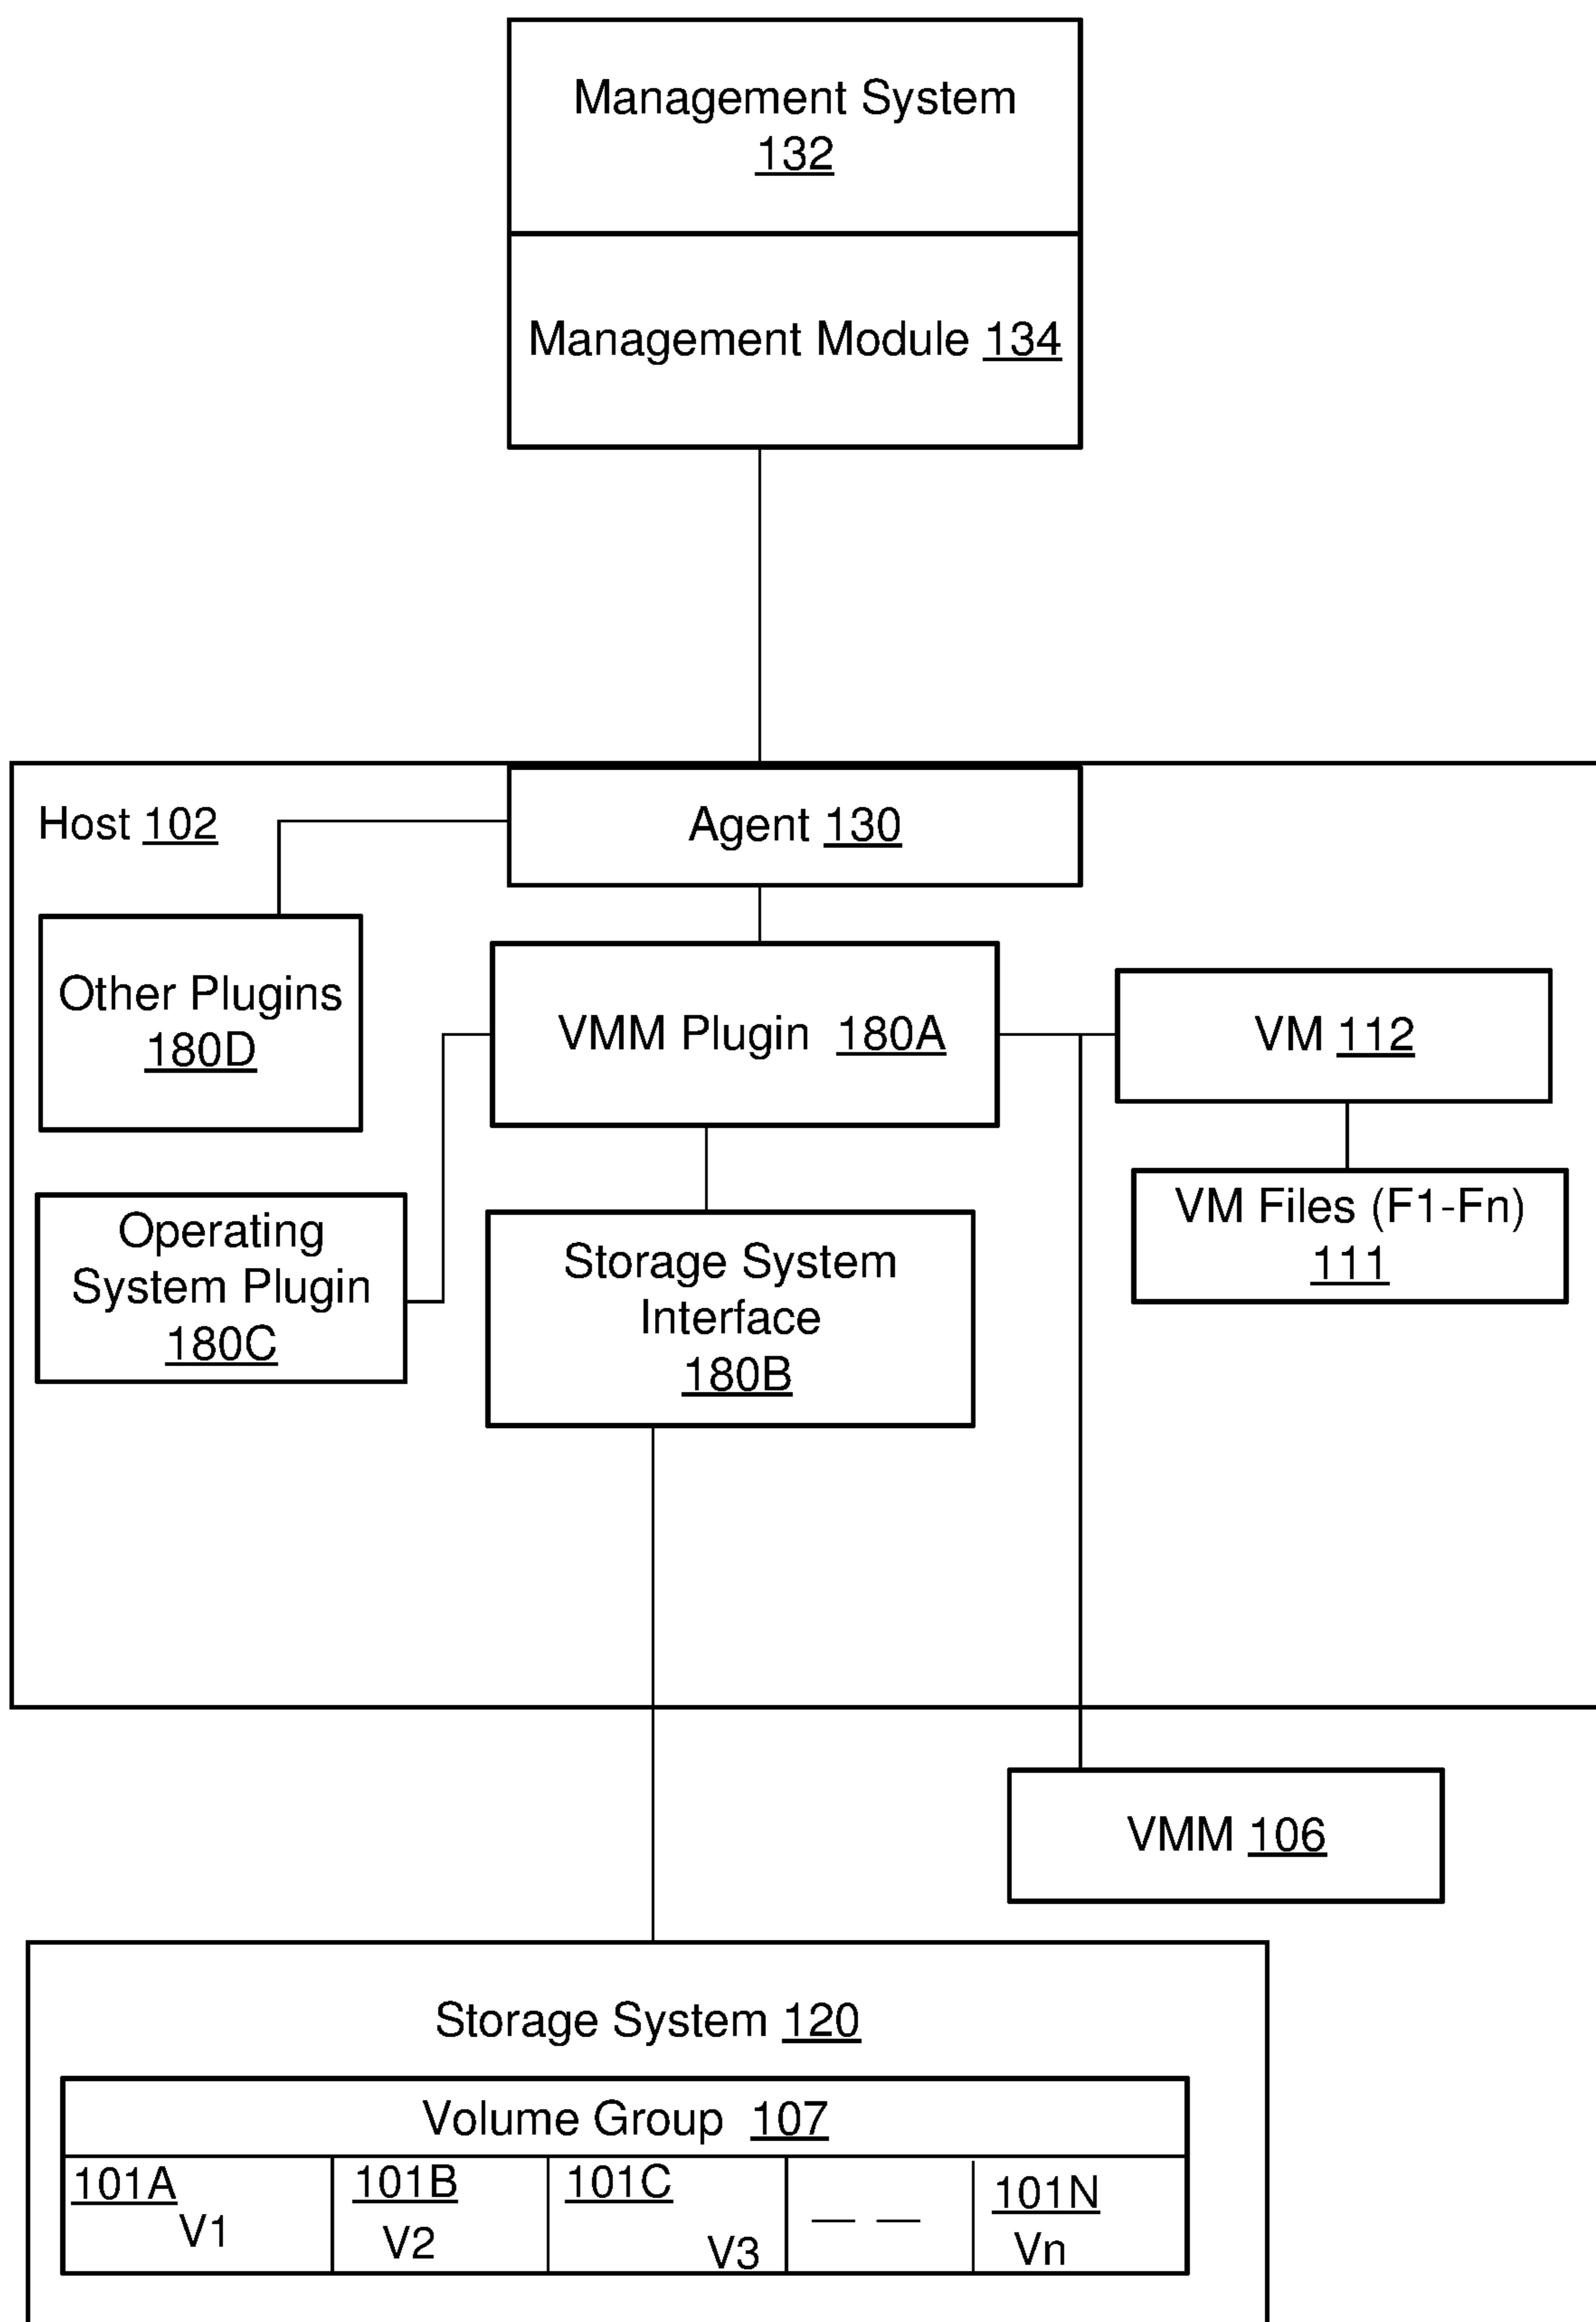 Management System
132
Management Module 134
Host 102
Agent 130
Other Plugins
180D
VMM Plugin 180A
VM 112
VM Files (F1-Fn)
111
Operating
System Plugin
180C
Storage System
Interface
180B
VMM 106
Storage System 120
Volume Group 107
101A
V1
101B
V2
101C
V3
— —
101N
Vn